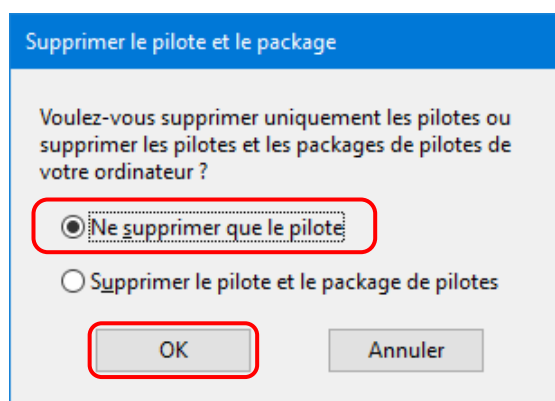 Supprimer le pilote et le package
Voulez-vous supprimer uniquement les pilotes ou
supprimer les pilotes et les packages de pilotes de
votre ordinateur ?
Ne supprimer que le pilote
Supprimer le pilote et le package de pilotes
OK
Annuler